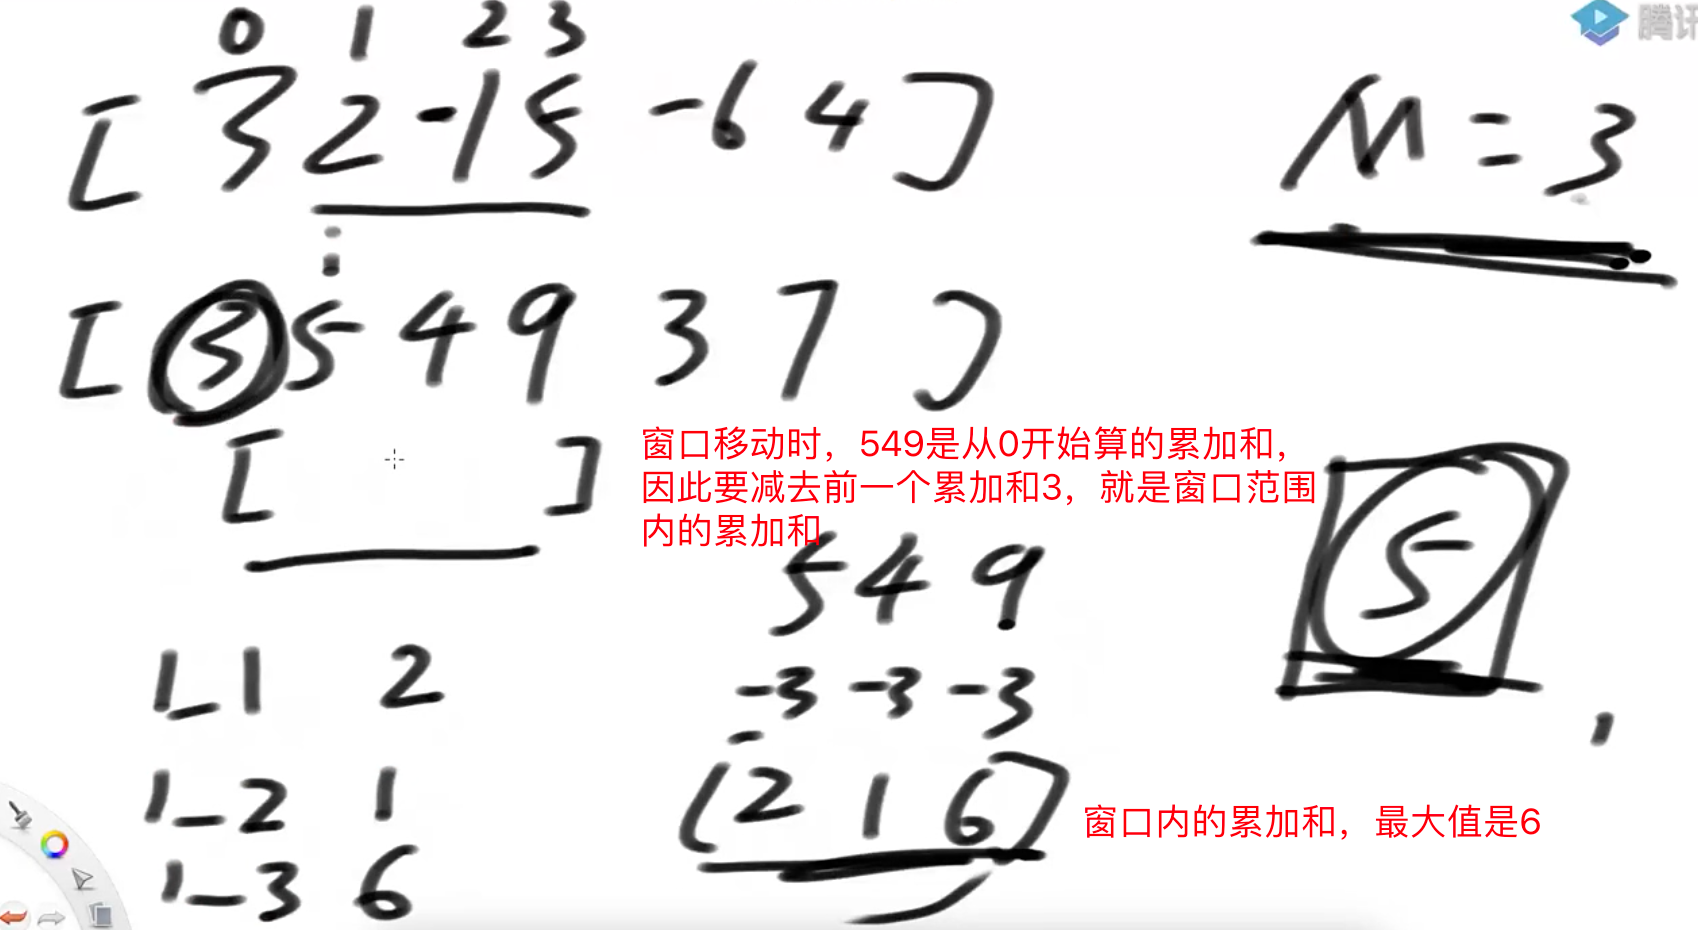 0 1 2 3
[ 3 2 -1 5 -6 4 ]
M = 3
腾讯
[ 3 5 4 9 3 7 ]
[ ]
窗口移动时，549是从0开始算的累加和，
因此要减去前一个累加和3，就是窗口范围
内的累加和
5 4 9
5
-3 -3 -3
[2 1 6]
窗口内的累加和，最大值是6
1_1 2
1_2 1
1_3 6